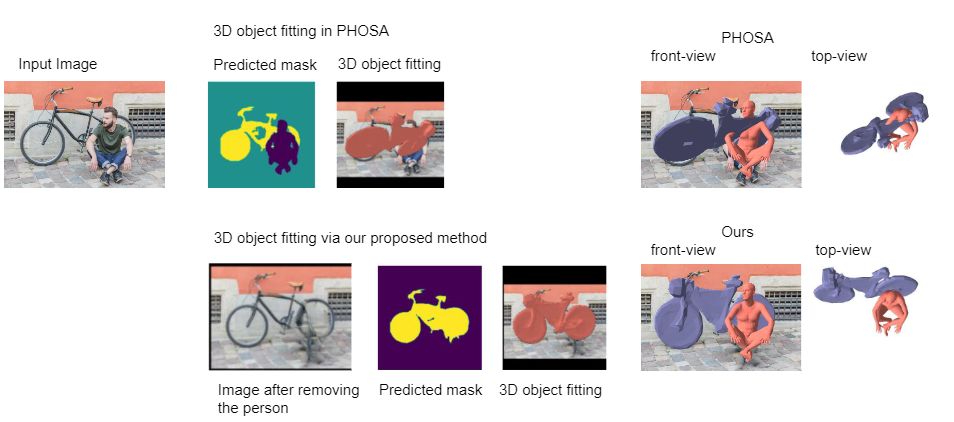 3D object fitting in PHOSA
PHOSA
Input Image
Predicted mask
3D object fitting
front-view
top-view
3D object fitting via our proposed method
Ours
front-view
top-view
Image after removing
the person
Predicted mask
3D object fitting